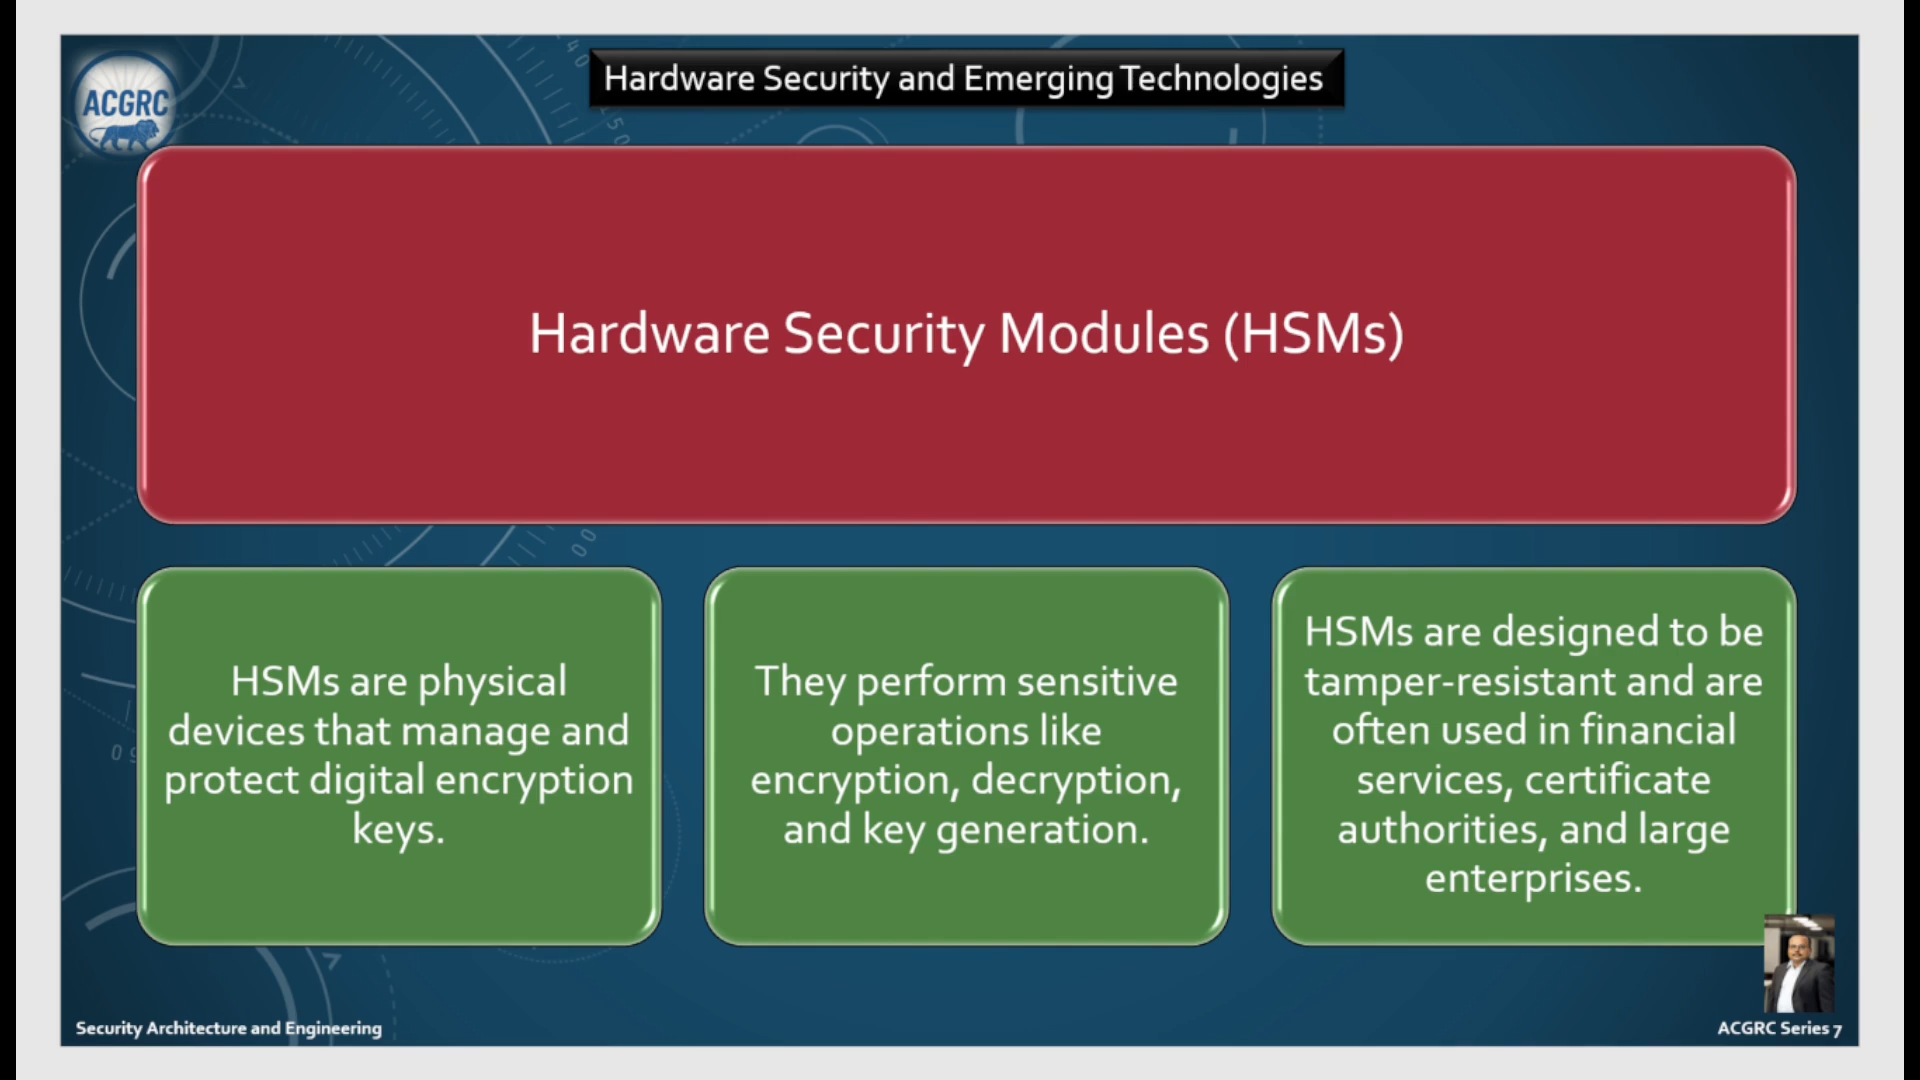 Hardware Security and Emerging Technologies
ACGRC
Hardware Security Modules (HSMs)
HSMs are physical
devices that manage and
protect digital encryption
keys.
They perform sensitive
operations like
encryption, decryption,
and key generation.
HSMs are designed to be
tamper-resistant and are
often used in financial
services, certificate
authorities, and large
enterprises.
Security Architecture and Engineering
ACGRC Series 7